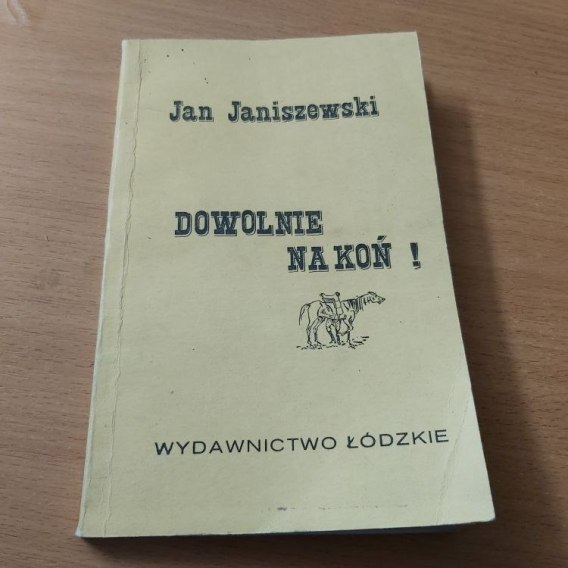 Jan Janiszewski
DOWOLNIE
NA KOŃ !
WYDAWNICTWO ŁÓDZKIE